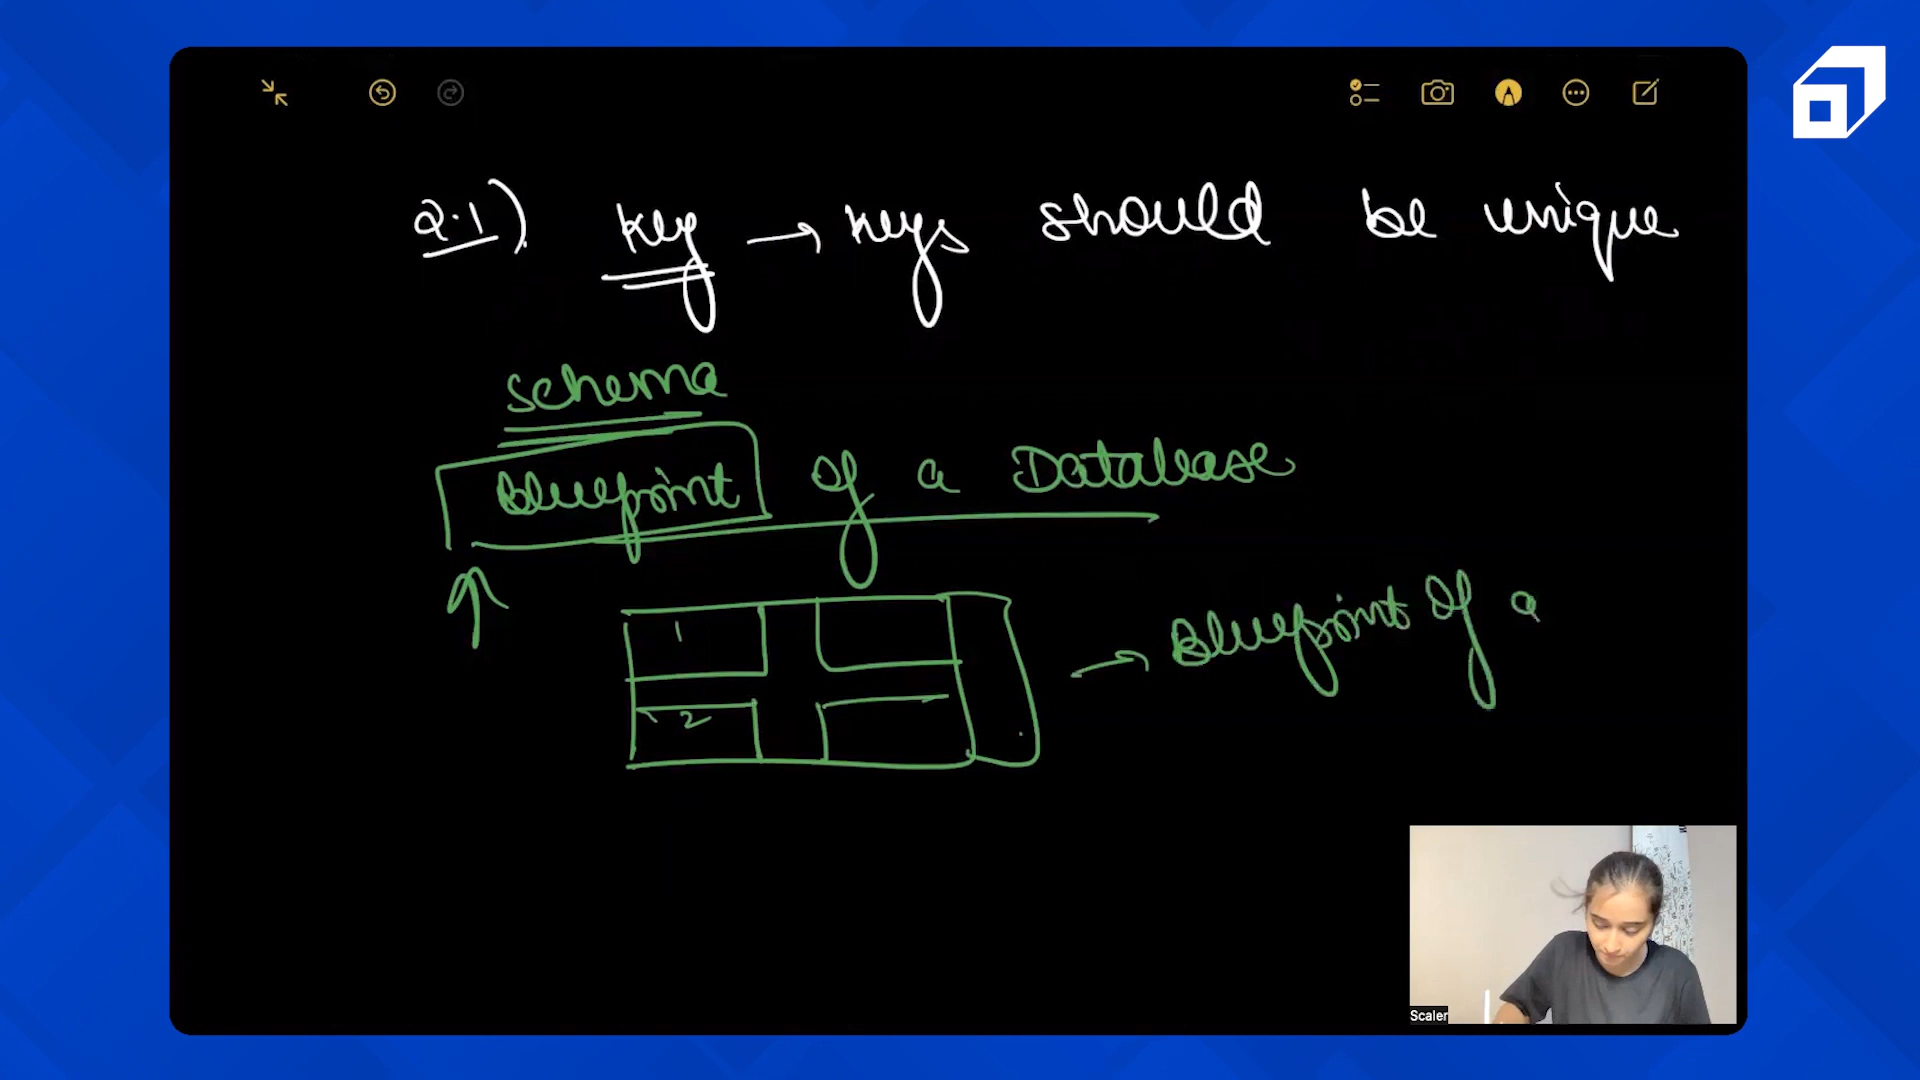 Q.1) Key → Keys should be unique
Schema
Blueprint Of a Database
1
→ Blueprint Of a
2
Scaler